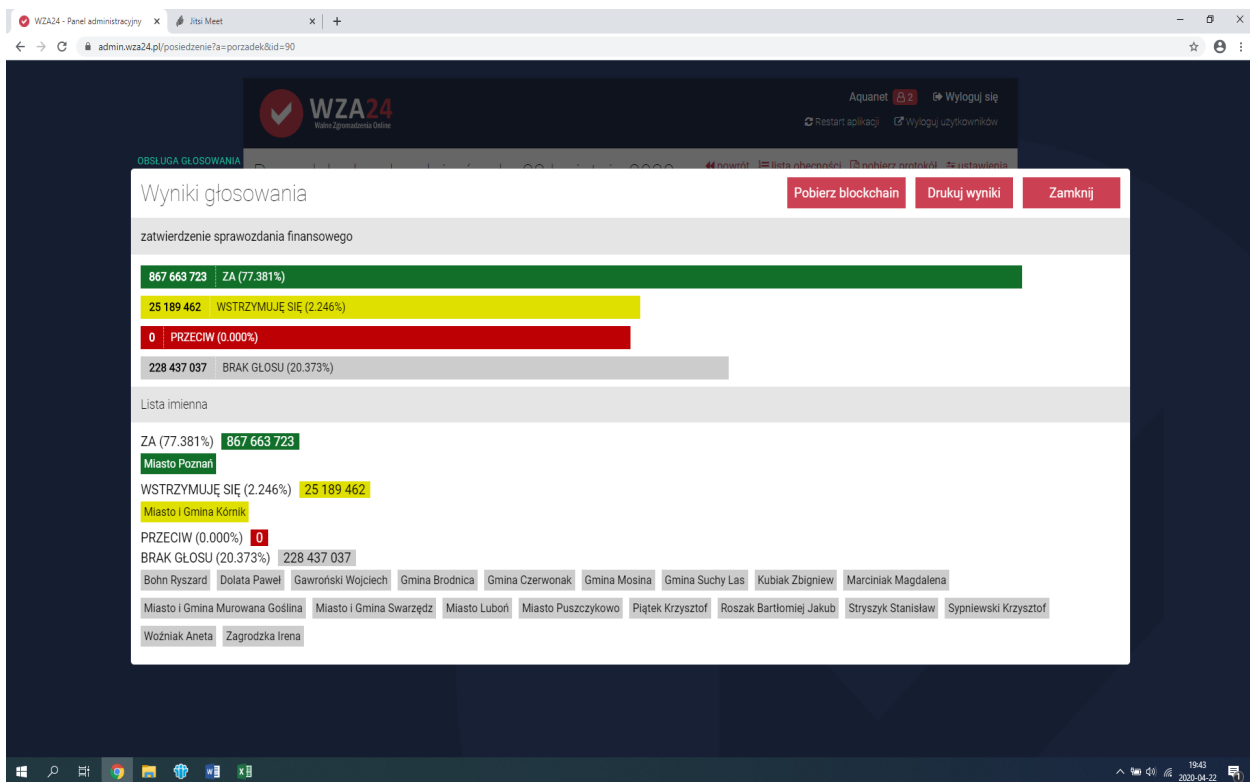 WZA24 - Panel administracyjny
Jitsi Meet
admin.wza24.pl/posiedzenie?a=porzadek&id=90
WZA24
Walne Zgromadzenia Online
Aquanet 2 Wyloguj się
Restart aplikacji Wyloguj użytkowników
OBSŁUGA GŁOSOWANIA
powrót lista obecności pobierz protokół ustawienia
Wyniki głosowania
Pobierz blockchain
Drukuj wyniki
Zamknij
zatwierdzenie sprawozdania finansowego
867 663 723 ZA (77.381%)
25 189 462 WSTRZYMUJĘ SIĘ (2.246%)
0 PRZECIW (0.000%)
228 437 037 BRAK GŁOSU (20.373%)
Lista imienna
ZA (77.381%) 867 663 723
Miasto Poznań
WSTRZYMUJĘ SIĘ (2.246%) 25 189 462
Miasto i Gmina Kórnik
PRZECIW (0.000%) 0
BRAK GŁOSU (20.373%) 228 437 037
Bohn Ryszard Dolata Paweł Gawroński Wojciech Gmina Brodnica Gmina Czerwonak Gmina Mosina Gmina Suchy Las Kubiak Zbigniew Marciniak Magdalena
Miasto i Gmina Murowana Goślina Miasto i Gmina Swarzędz Miasto Luboń Miasto Puszczykowo Piątek Krzysztof Roszak Bartłomiej Jakub Stryszyk Stanisław Sypniewski Krzysztof
Woźniak Aneta Zagrodzka Irena
19:43
2020-04-22